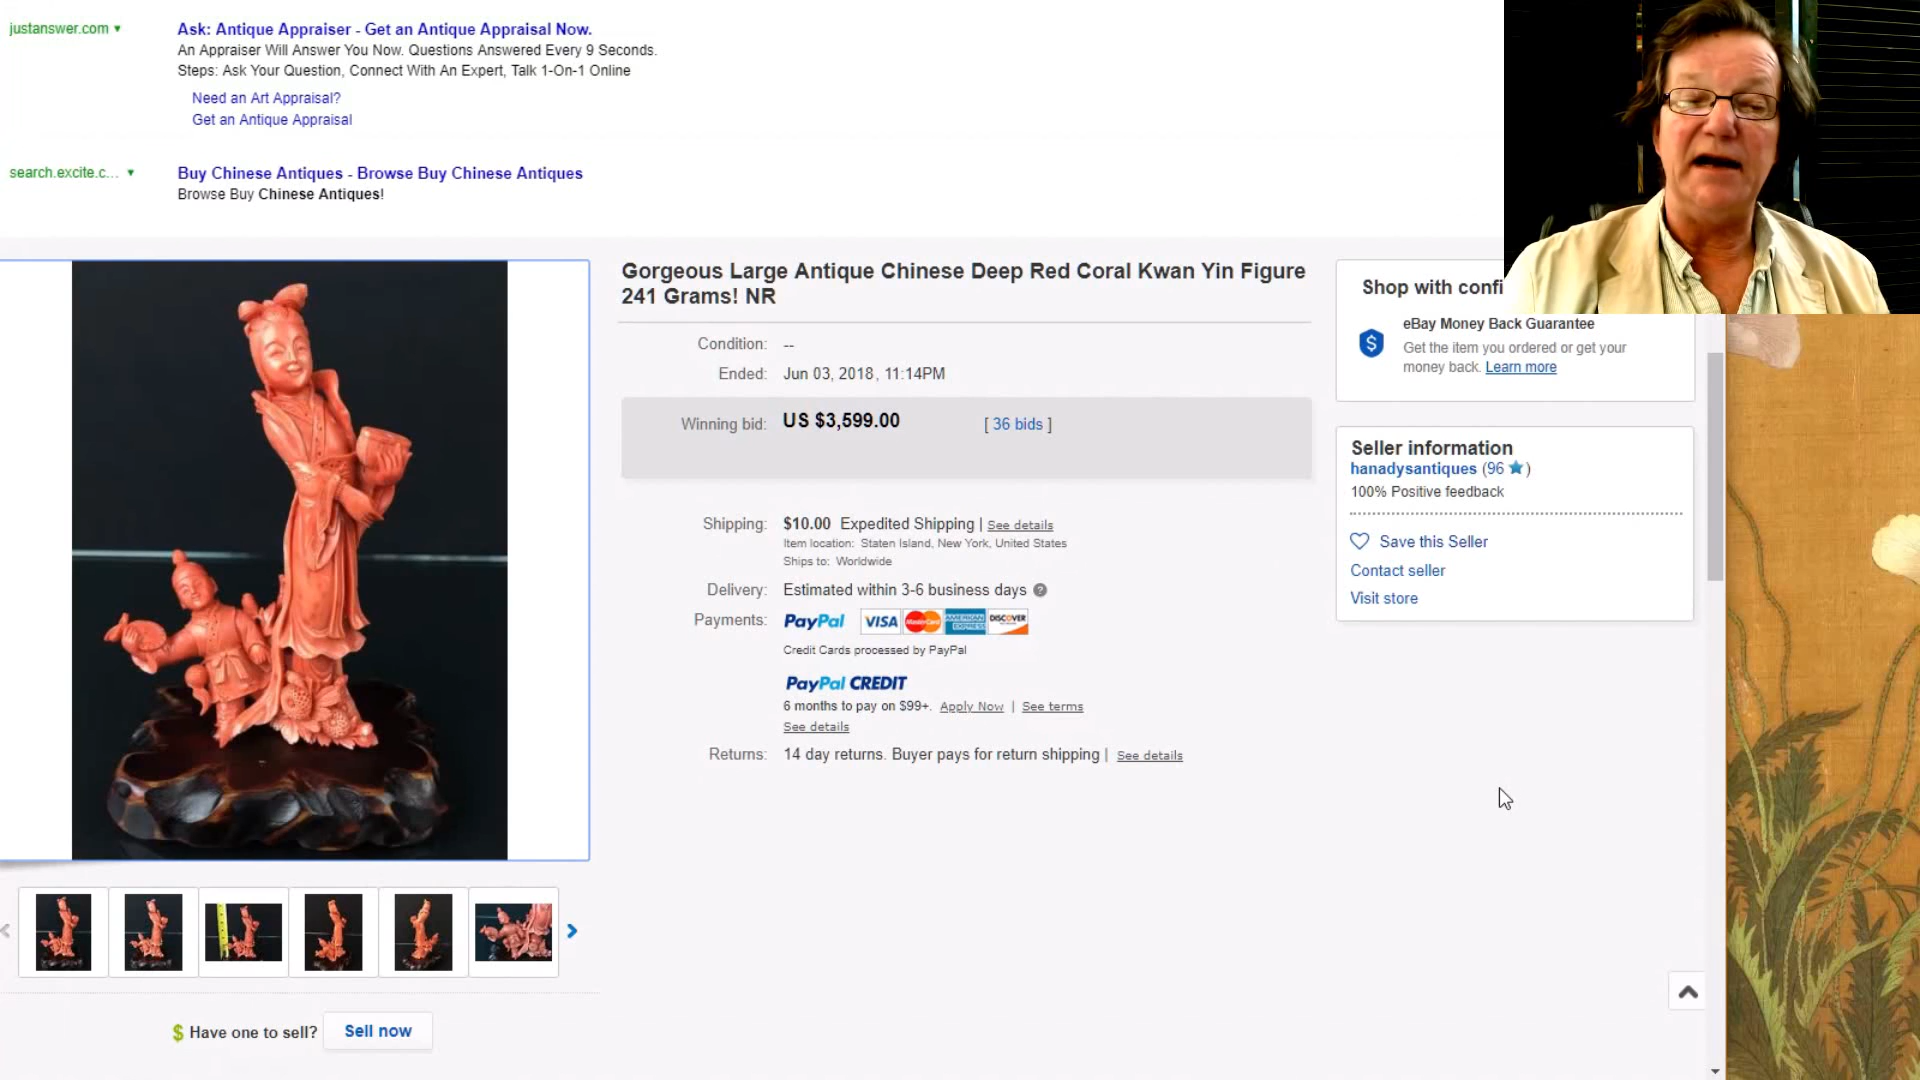 justanswer.com
Ask: Antique Appraiser - Get an Antique Appraisal Now.
An Appraiser Will Answer You Now. Questions Answered Every 9 Seconds.
Steps: Ask Your Question, Connect With An Expert, Talk 1-On-1 Online
Need an Art Appraisal?
Get an Antique Appraisal
search.excite.c...
Buy Chinese Antiques - Browse Buy Chinese Antiques
Browse Buy Chinese Antiques!
Gorgeous Large Antique Chinese Deep Red Coral Kwan Yin Figure
241 Grams! NR
Condition: --
Ended: Jun 03, 2018, 11:14PM
Winning bid: US $3,599.00 [ 36 bids ]
Shipping: $10.00 Expedited Shipping | See details
Item location: Staten Island, New York, United States
Ships to: Worldwide
Delivery: Estimated within 3-6 business days ?
Payments: PayPal VISA MasterCard AMERICAN EXPRESS DISCOVER
Credit Cards processed by PayPal
PayPal CREDIT
6 months to pay on $99+. Apply Now | See terms
See details
Returns: 14 day returns. Buyer pays for return shipping | See details
Shop with confi
eBay Money Back Guarantee
$
Get the item you ordered or get your
money back. Learn more
Seller information
hanadysantiques (96 ★)
100% Positive feedback
Save this Seller
Contact seller
Visit store
$ Have one to sell? Sell now